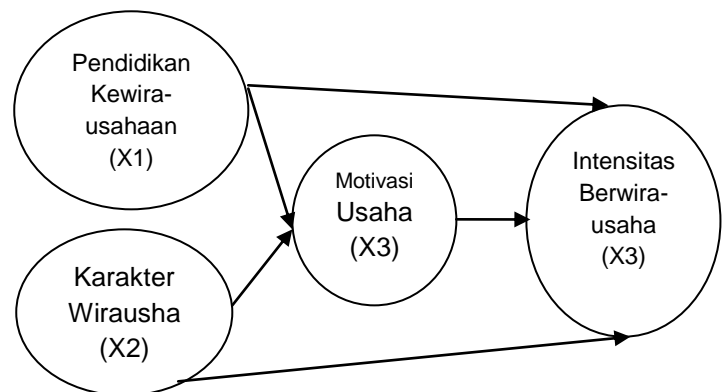 Pendidikan
Kewira-
usahaan
(X1)
Motivasi
Usaha
(X3)
Intensitas
Berwira-
usaha
(X3)
Karakter
Wirausha
(X2)